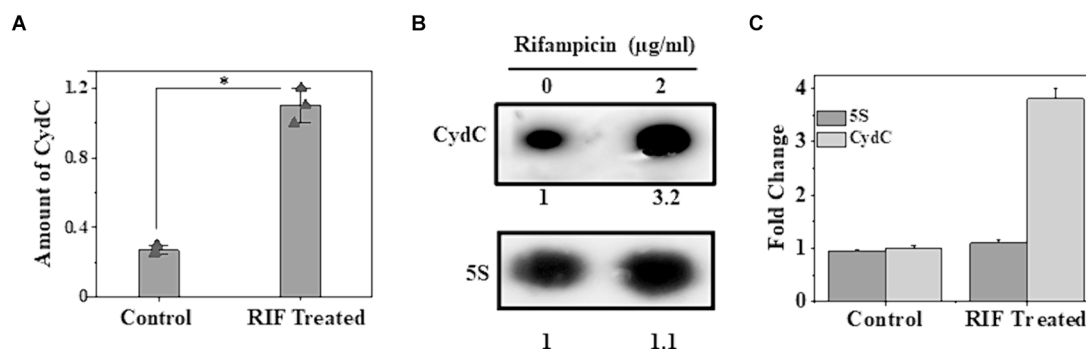 A
Amount of CydC
1.2
0.8
0.4
0
*
Control RIF Treated
B
Rifampicin (µg/ml)
0 2
CydC
1 3.2
5S
1 1.1
C
Fold Change
4
3
2
1
0
5S
CydC
Control RIF Treated